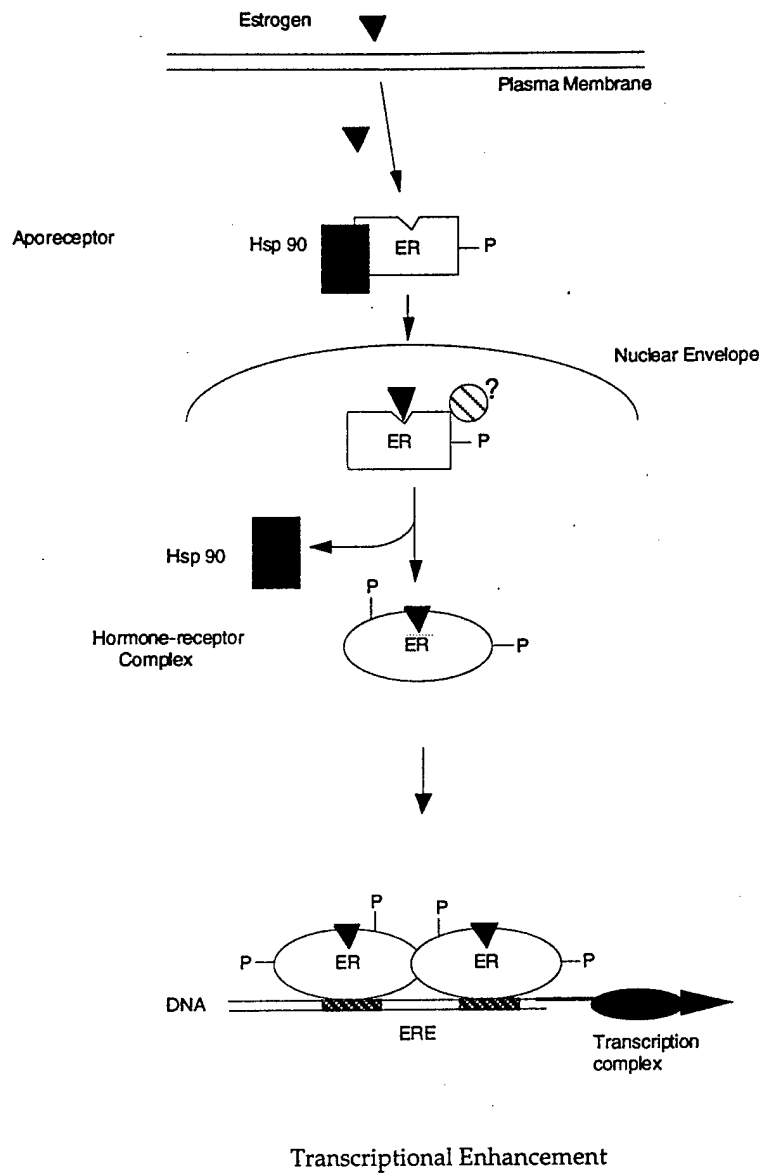 Estrogen
Plasma Membrane
Aporeceptor
Hsp 90
ER
P
Nuclear Envelope
?
ER
P
Hsp 90
P
Hormone-receptor
Complex
ER
P
P
P
P
ER
ER
P
DNA
ERE
Transcription
complex
Transcriptional Enhancement